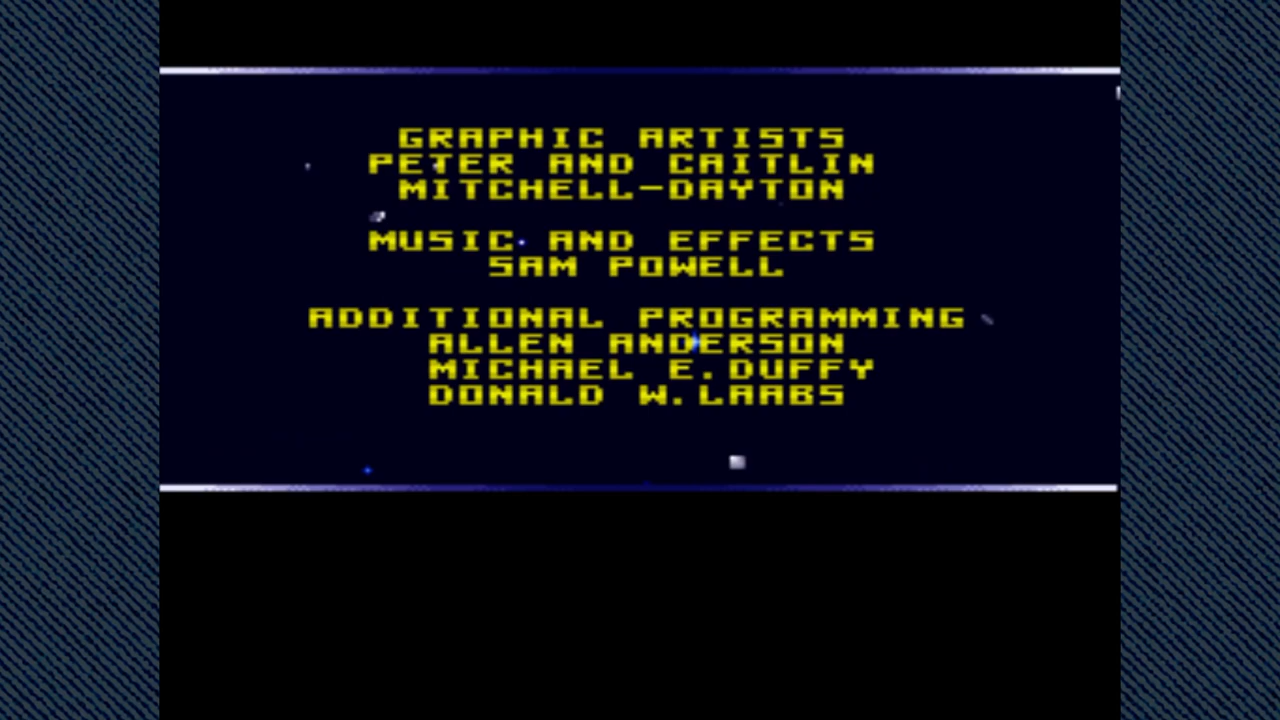 GRAPHIC ARTISTS
PETER AND CAITLIN
MITCHELL-DAYTON
MUSIC AND EFFECTS
SAM POWELL
ADDITIONAL PROGRAMMING
ALLEN ANDERSON
MICHAEL E.DUFFY
DONALD W.LAABS